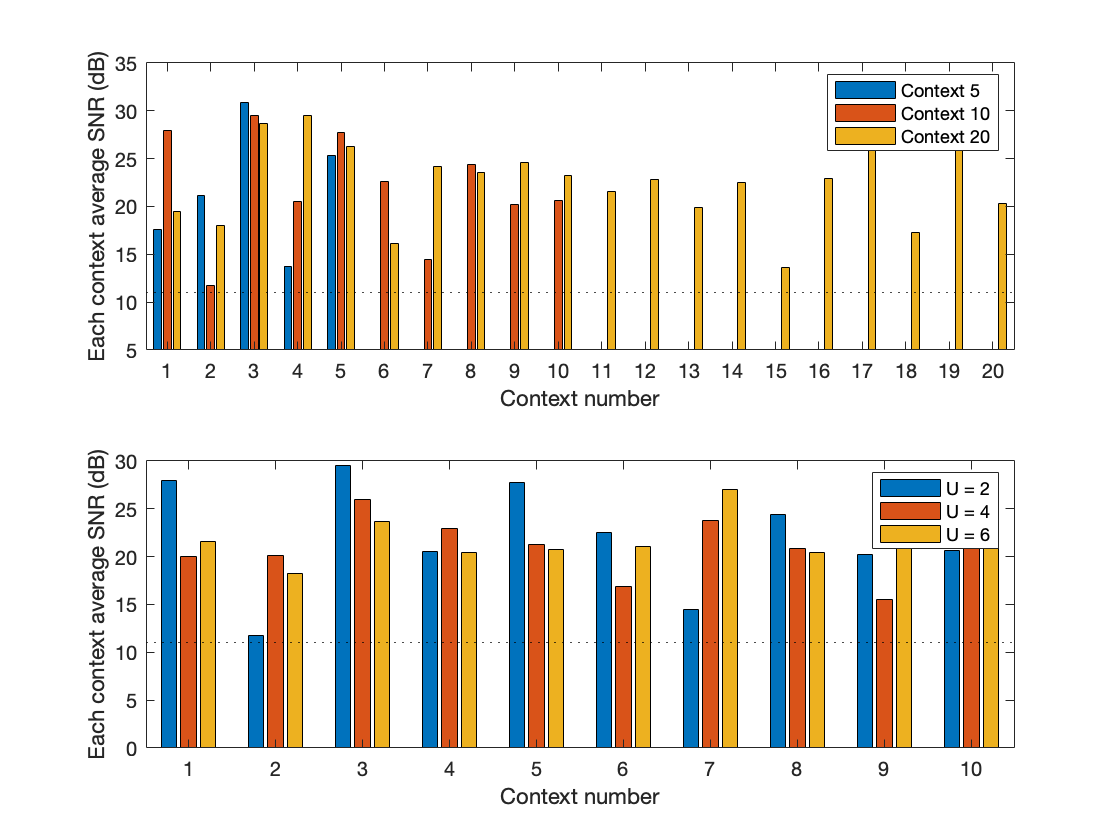 Each context average SNR (dB)
35
30
25
20
15
10
5
Context 5
Context 10
Context 20
1 2 3 4 5 6 7 8 9 10 11 12 13 14 15 16 17 18 19 20
Context number
Each context average SNR (dB)
30
25
20
15
10
5
0
U = 2
U = 4
U = 6
1 2 3 4 5 6 7 8 9 10
Context number